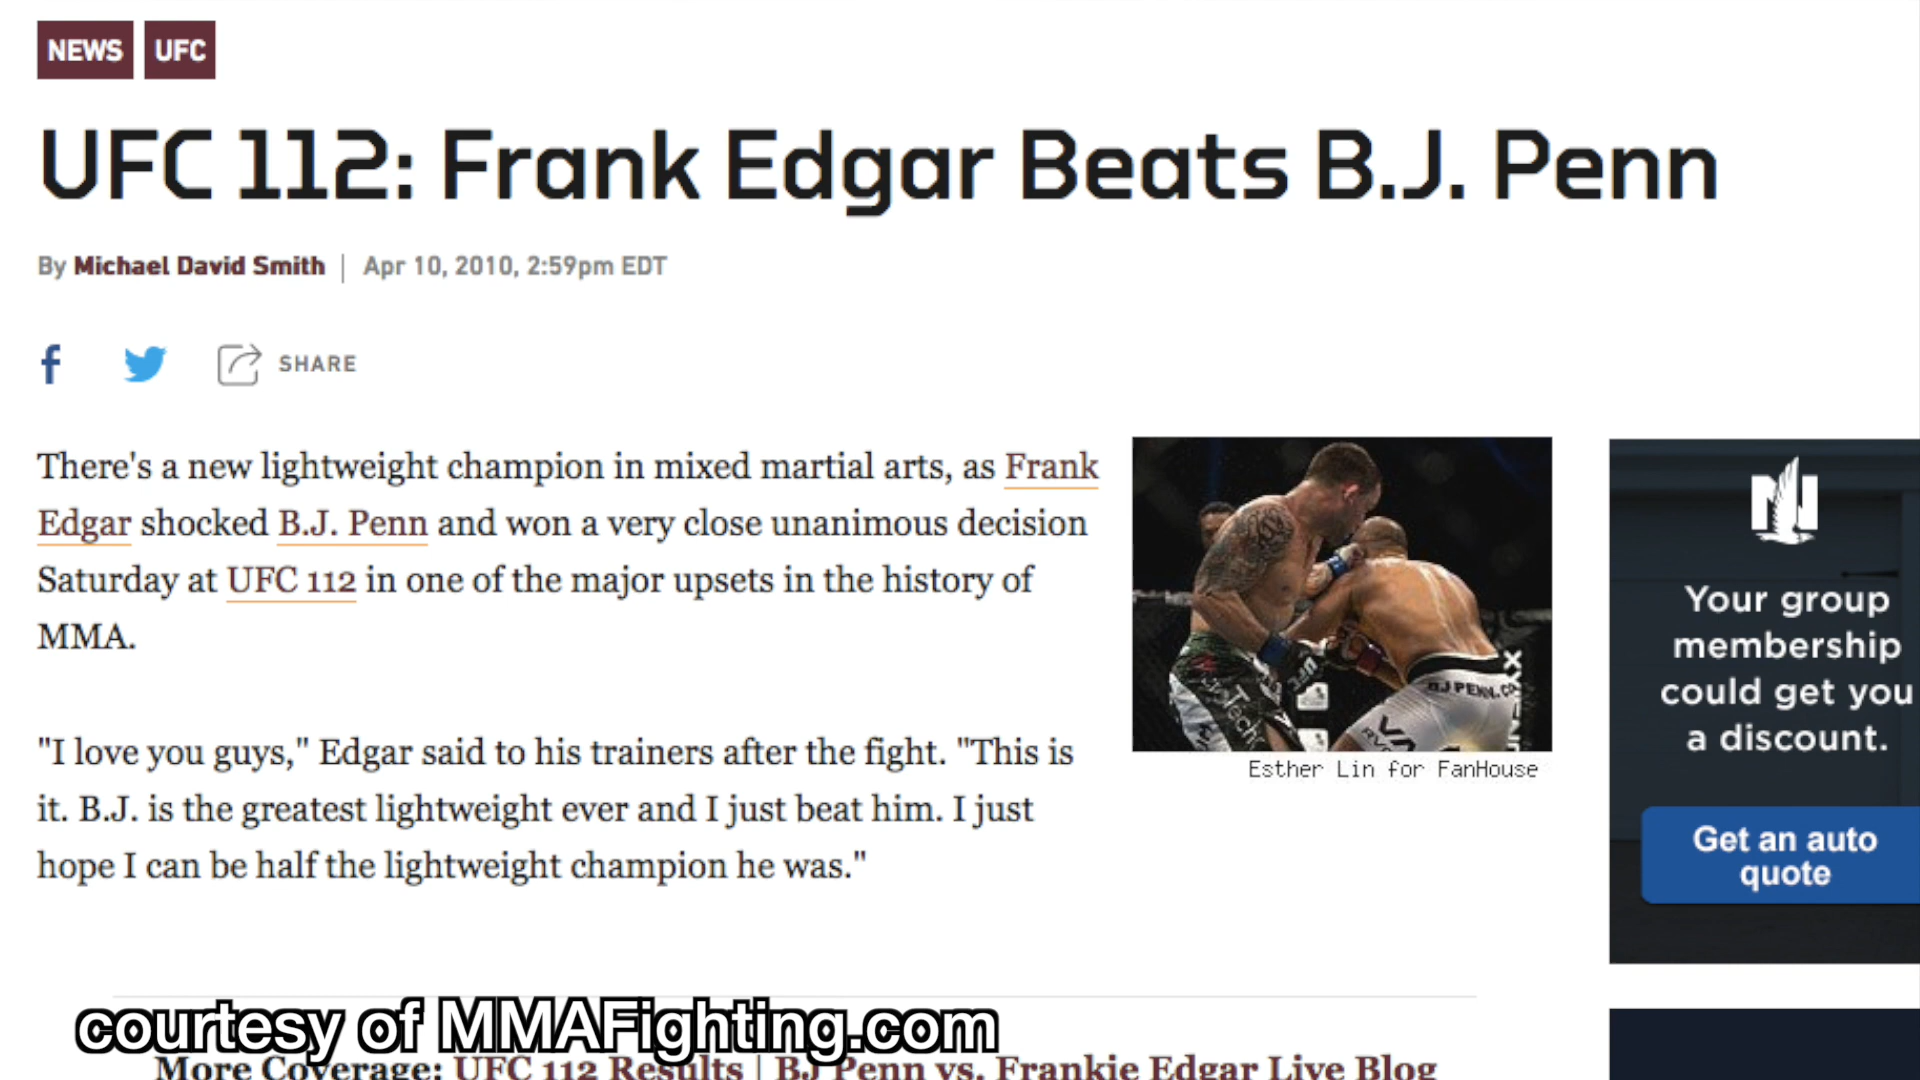 NEWS UFC
UFC 112: Frank Edgar Beats B.J. Penn
By Michael David Smith | Apr 10, 2010, 2:59pm EDT
SHARE
There's a new lightweight champion in mixed martial arts, as Frank
Edgar shocked B.J. Penn and won a very close unanimous decision
Saturday at UFC 112 in one of the major upsets in the history of
MMA.
"I love you guys," Edgar said to his trainers after the fight. "This is
it. B.J. is the greatest lightweight ever and I just beat him. I just
hope I can be half the lightweight champion he was."
BJ PENN.CO
Esther Lin for FanHouse
Your group
membership
could get you
a discount.
Get an auto
quote
courtesy of MMAFighting.com
More Coverage: UFC 112 Results | BJ Penn vs. Frankie Edgar Live Blog